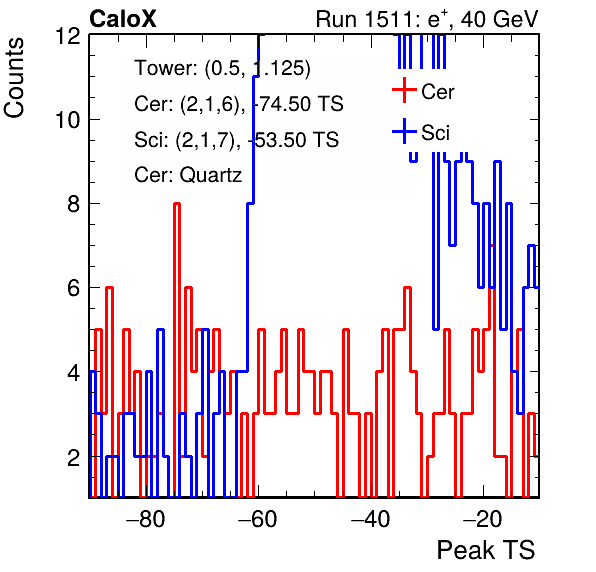 CaloX Run 1511: e⁺, 40 GeV
Counts
12
10
8
6
4
2
Tower: (0.5, 1.125)
Cer: (2,1,6), -74.50 TS
Sci: (2,1,7), -53.50 TS
Cer: Quartz
Cer
Sci
−80 −60 −40 −20
Peak TS